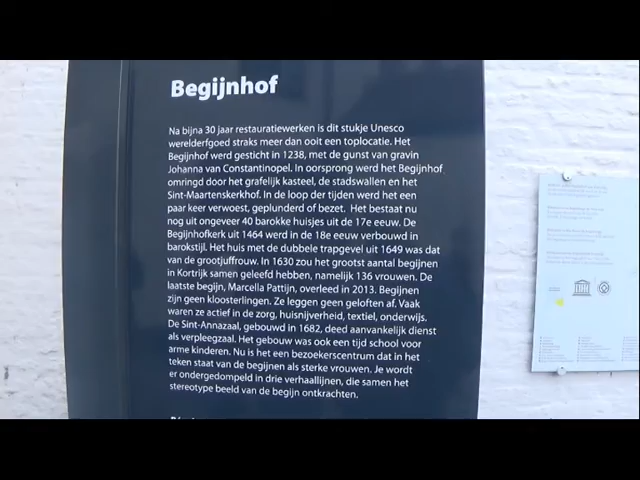 Begijnhof
Na bijna 30 jaar restauratiewerken is dit stukje Unesco
werelderfgoed straks meer dan ooit een toplocatie. Het
Begijnhof werd gesticht in 1238, met de gunst van gravin
Johanna van Constantinopel. In oorsprong werd het Begijnhof
omringd door het grafelijk kasteel, de stadswallen en het
Sint-Maartenskerkhof. In de loop der tijden werd het een
paar keer verwoest, geplunderd of bezet. Het bestaat nu
nog uit ongeveer 40 barokke huisjes uit de 17e eeuw. De
Begijnhofkerk uit 1464 werd in de 18e eeuw verbouwd in
barokstijl. Het huis met de dubbele trapgevel uit 1649 was dat
van de grootjuffrouw. In 1630 zou het grootst aantal begijnen
in Kortrijk samen geleefd hebben, namelijk 136 vrouwen. De
laatste begijn, Marcella Pattijn, overleed in 2013. Begijnen
zijn geen kloosterlingen. Ze leggen geen geloften af. Vaak
waren ze actief in de zorg, huisnijverheid, textiel, onderwijs.
De Sint-Annazaal, gebouwd in 1682, deed aanvankelijk dienst
als verpleegzaal. Het gebouw was ook een tijd school voor
arme kinderen. Nu is het een bezoekerscentrum dat in het
teken staat van de begijnen als sterke vrouwen. Je wordt
er ondergedompeld in drie verhaallijnen, die samen het
stereotype beeld van de begijn ontkrachten.